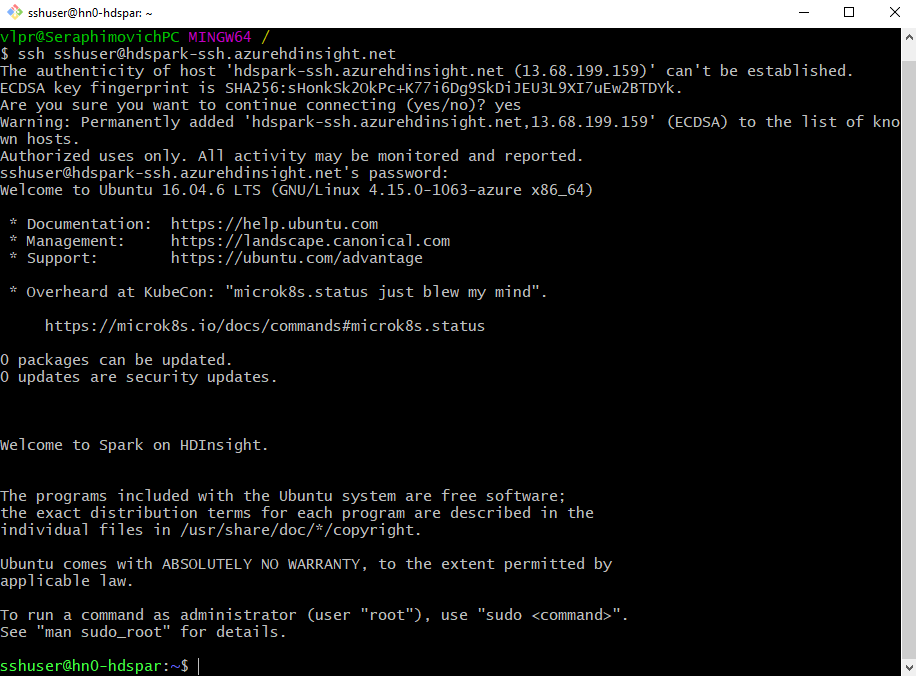 sshuser@hn0-hdspar: ~
vlpr@SeraphimovichPC MINGW64 /
$ ssh sshuser@hdspark-ssh.azurehdinsight.net
The authenticity of host 'hdspark-ssh.azurehdinsight.net (13.68.199.159)' can't be established.
ECDSA key fingerprint is SHA256:sHonkSk2OkPc+K77i6Dg9SkDiJEU3L9XI7uEw2BTDYk.
Are you sure you want to continue connecting (yes/no)? yes
Warning: Permanently added 'hdspark-ssh.azurehdinsight.net,13.68.199.159' (ECDSA) to the list of kno
wn hosts.
Authorized uses only. All activity may be monitored and reported.
sshuser@hdspark-ssh.azurehdinsight.net's password:
Welcome to Ubuntu 16.04.6 LTS (GNU/Linux 4.15.0-1063-azure x86_64)
* Documentation:  https://help.ubuntu.com
* Management:     https://landscape.canonical.com
* Support:        https://ubuntu.com/advantage
* Overheard at KubeCon: "microk8s.status just blew my mind".
https://microk8s.io/docs/commands#microk8s.status
0 packages can be updated.
0 updates are security updates.
Welcome to Spark on HDInsight.
The programs included with the Ubuntu system are free software;
the exact distribution terms for each program are described in the
individual files in /usr/share/doc/*/copyright.
Ubuntu comes with ABSOLUTELY NO WARRANTY, to the extent permitted by
applicable law.
To run a command as administrator (user "root"), use "sudo <command>".
See "man sudo_root" for details.
sshuser@hn0-hdspar:~$